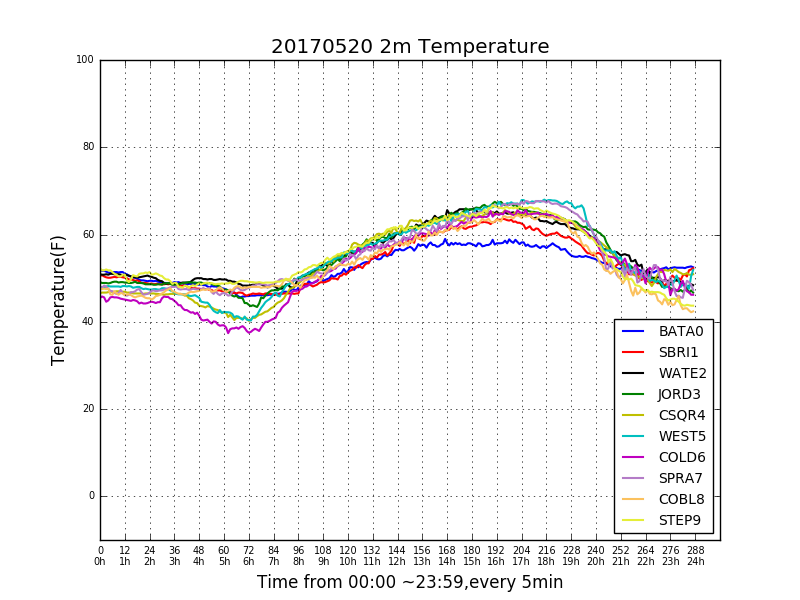 20170520 2m Temperature
100
80
60
40
20
0
Temperature(F)
BATA0
SBRI1
WATE2
JORD3
CSQR4
WEST5
COLD6
SPRA7
COBL8
STEP9
0 12 24 36 48 60 72 84 96 108 120 132 144 156 168 180 192 204 216 228 240 252 264 276 288
0h 1h 2h 3h 4h 5h 6h 7h 8h 9h 10h 11h 12h 13h 14h 15h 16h 17h 18h 19h 20h 21h 22h 23h 24h
Time from 00:00 ~23:59,every 5min